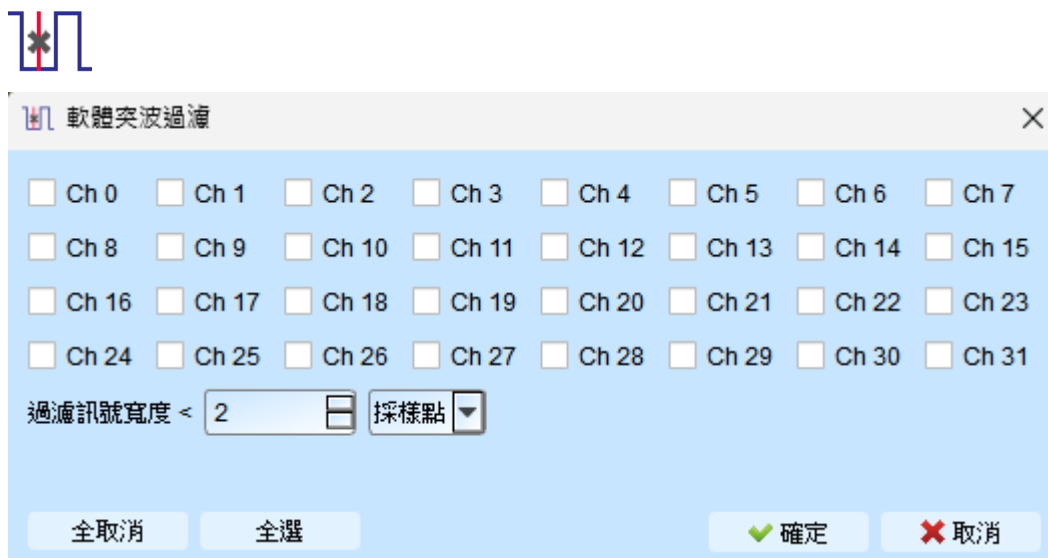 軟體突波過濾
Ch 0 Ch 1 Ch 2 Ch 3 Ch 4 Ch 5 Ch 6 Ch 7
Ch 8 Ch 9 Ch 10 Ch 11 Ch 12 Ch 13 Ch 14 Ch 15
Ch 16 Ch 17 Ch 18 Ch 19 Ch 20 Ch 21 Ch 22 Ch 23
Ch 24 Ch 25 Ch 26 Ch 27 Ch 28 Ch 29 Ch 30 Ch 31
過濾訊號寬度 < 2 採樣點
全取消 全選 確定 取消